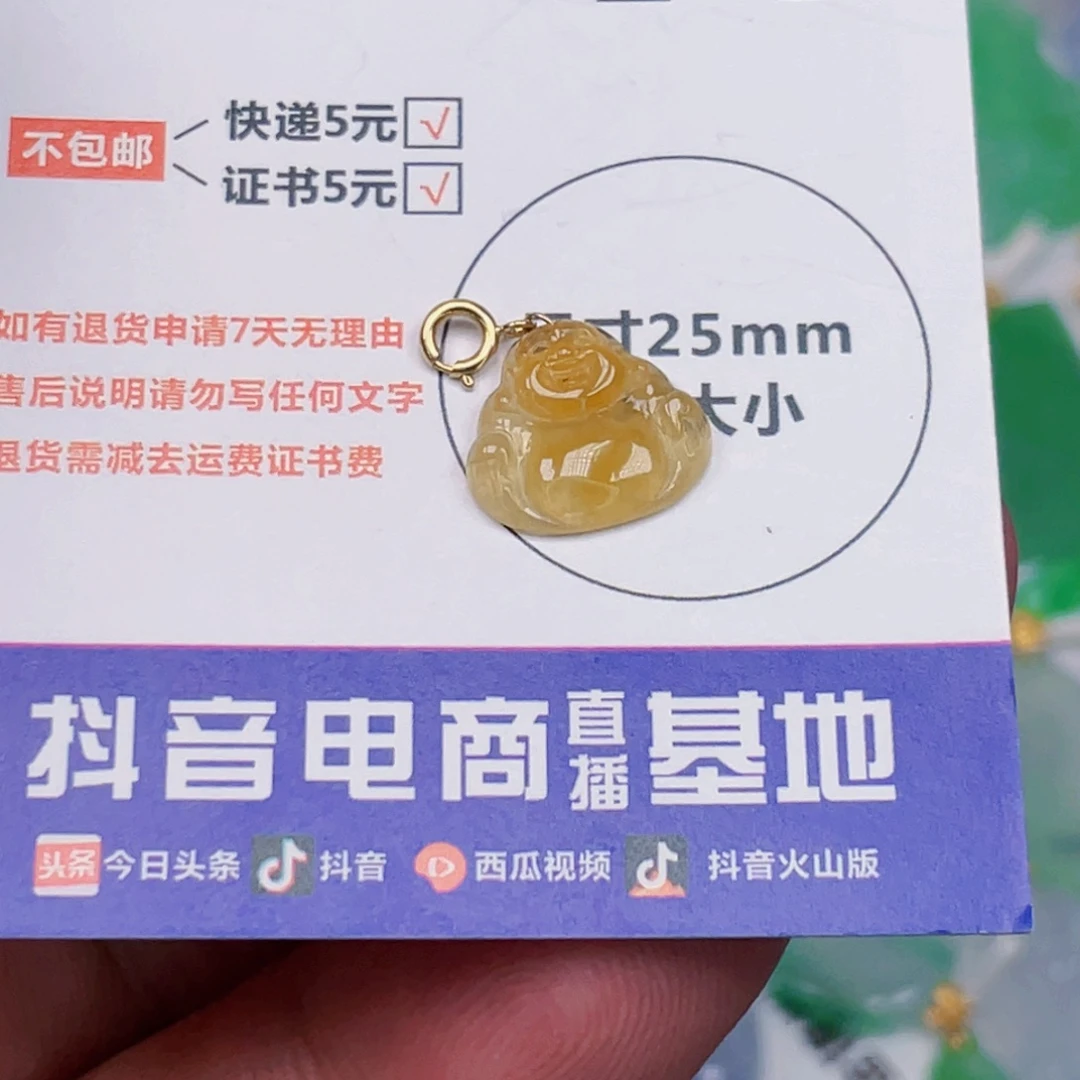 不包邮
快递5元 √
证书5元 √
如有退货申请7天无理由
售后说明请勿写任何文字
退货需减去运费证书费
寸25mm
大小
抖音电商直播基地
头条 今日头条 抖音 西瓜视频 抖音火山版